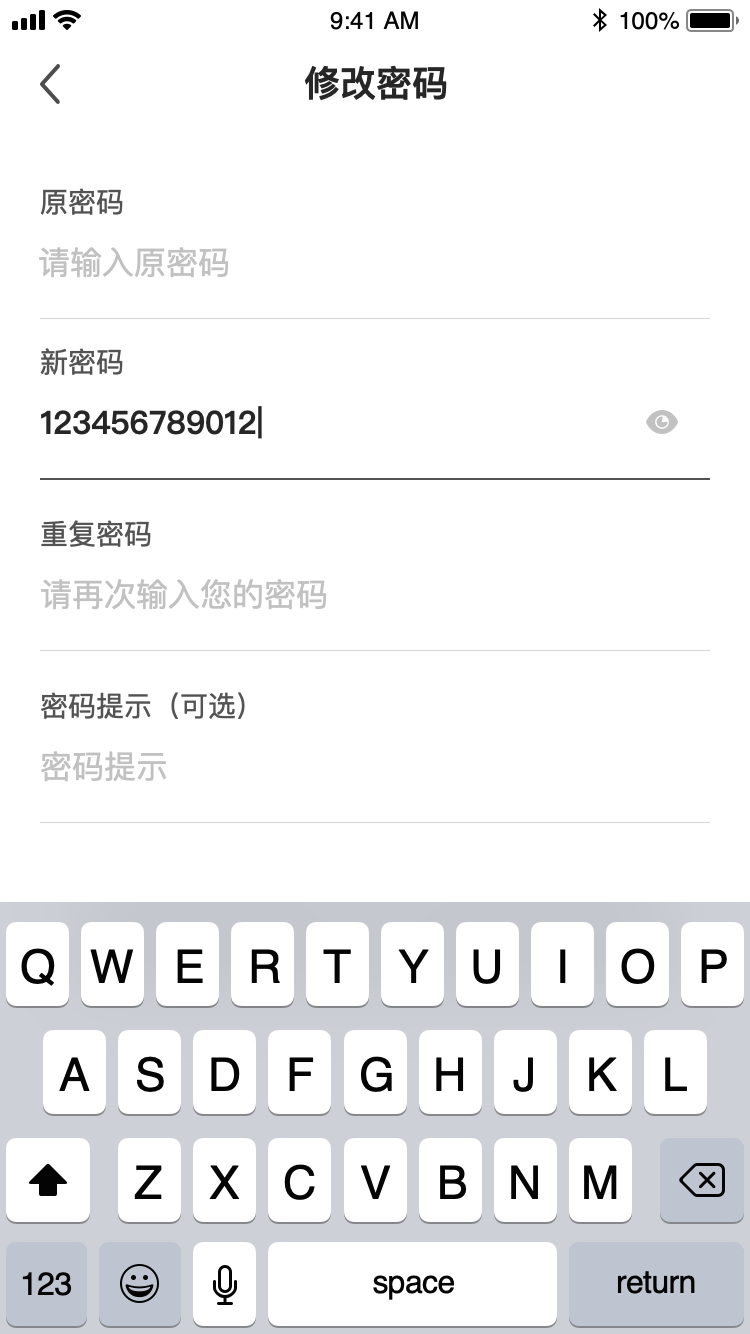 9:41 AM 100%
修改密码
原密码
请输入原密码
新密码
123456789012
重复密码
请再次输入您的密码
密码提示（可选）
密码提示
Q W E R T Y U I O P
A S D F G H J K L
Z X C V B N M
123 space return